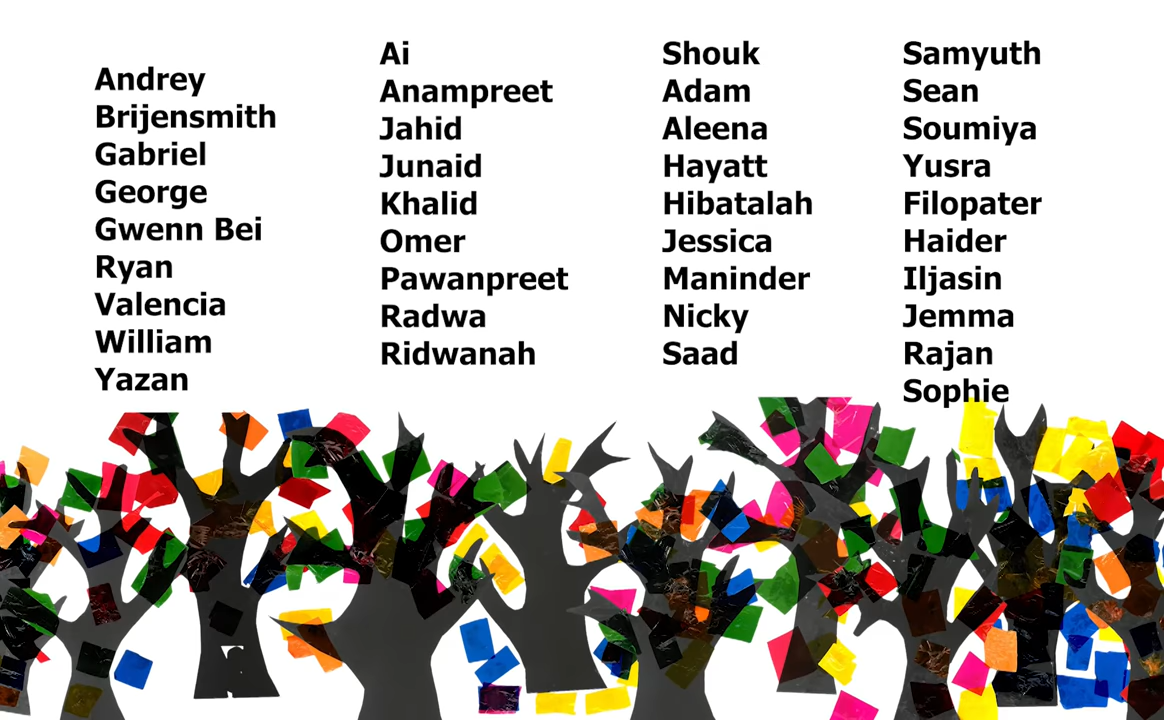 Andrey
Brijensmith
Gabriel
George
Gwenn Bei
Ryan
Valencia
William
Yazan
Ai
Anampreet
Jahid
Junaid
Khalid
Omer
Pawanpreet
Radwa
Ridwanah
Shouk
Adam
Aleena
Hayatt
Hibatalah
Jessica
Maninder
Nicky
Saad
Samyuth
Sean
Soumiya
Yusra
Filopater
Haider
Iljasin
Jemma
Rajan
Sophie